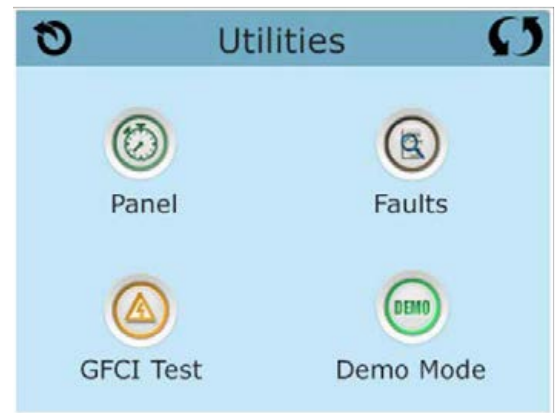 Utilities
Panel
Faults
GFCI Test
DEMO
Demo Mode